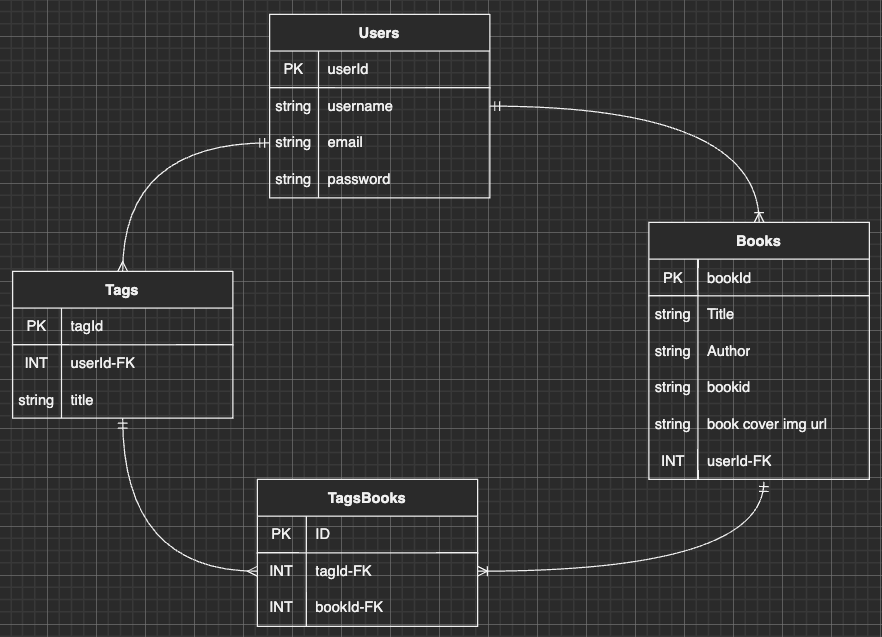 Users
PK userId
string username
string email
string password
Tags
PK tagId
INT userId-FK
string title
Books
PK bookId
string Title
string Author
string bookid
string book cover img url
INT userId-FK
TagsBooks
PK ID
INT tagId-FK
INT bookId-FK